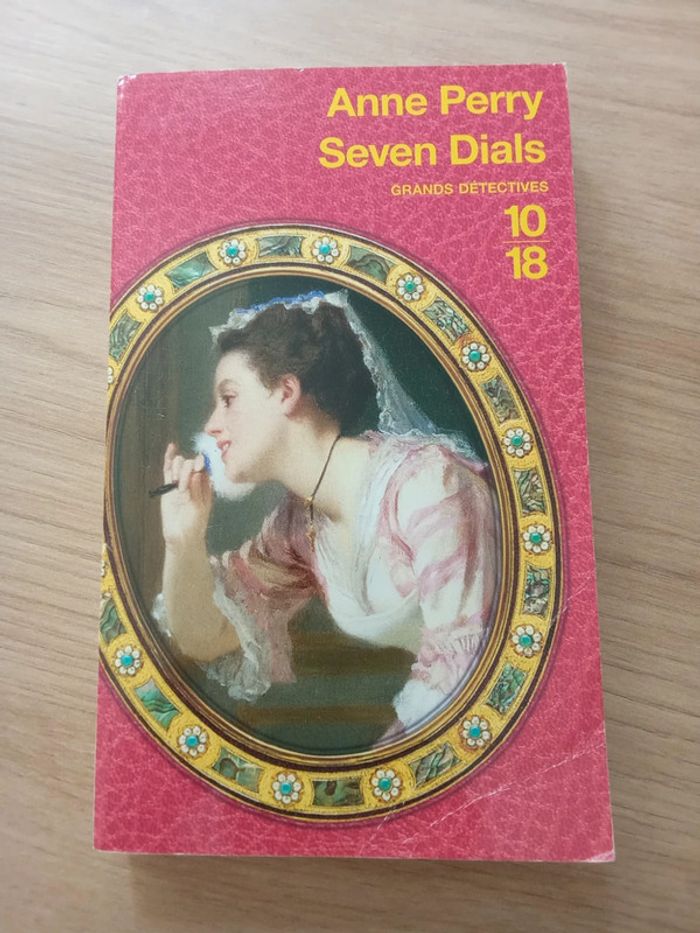 Anne Perry
Seven Dials
GRANDS DÉTECTIVES
10
18